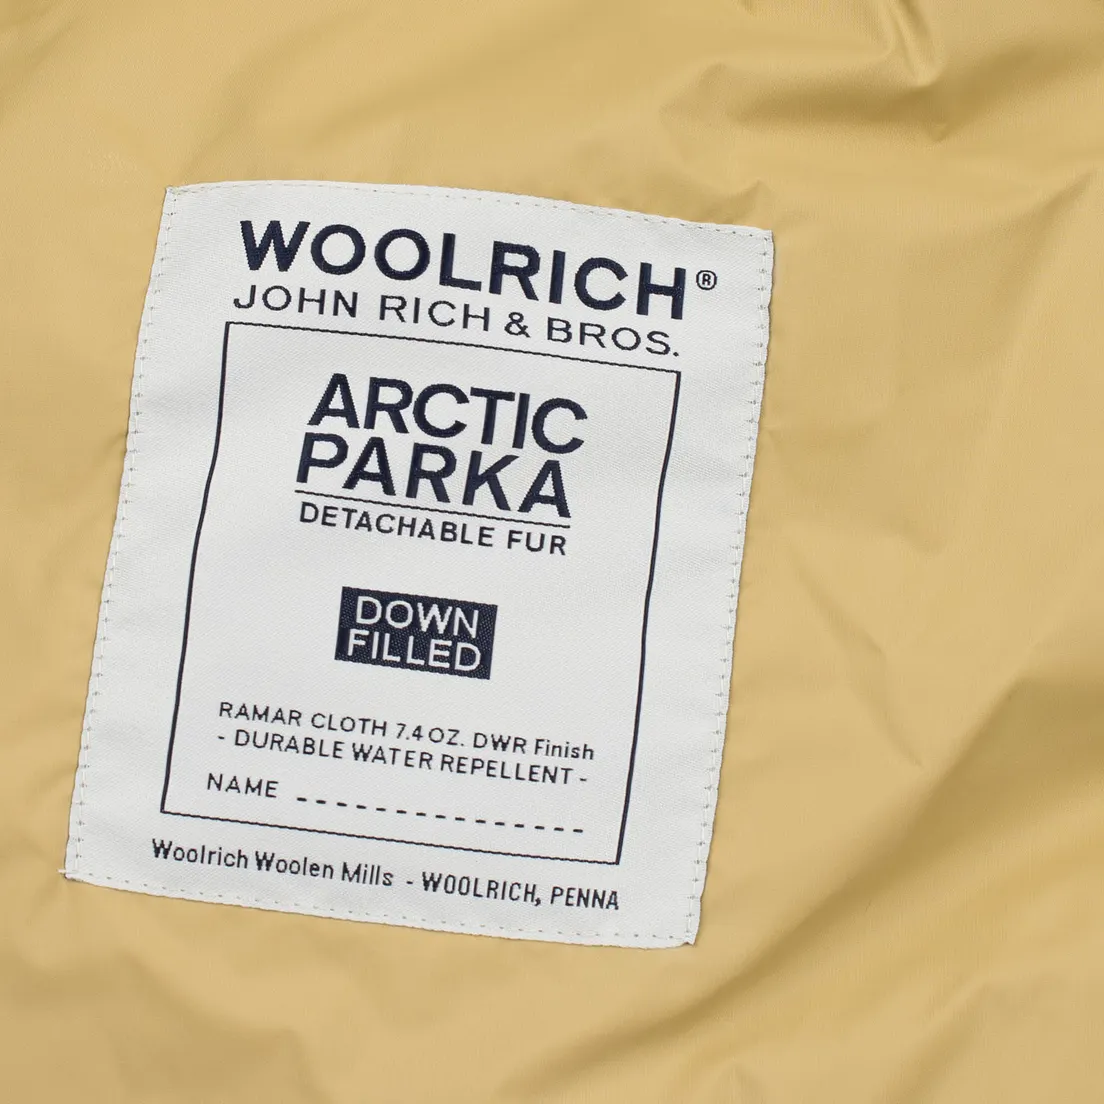 WOOLRICH®
JOHN RICH & BROS.
ARCTIC
PARKA
DETACHABLE FUR
DOWN
FILLED
RAMAR CLOTH 7.4 OZ. DWR Finish
- DURABLE WATER REPELLENT -
NAME ---------------
Woolrich Woolen Mills - WOOLRICH, PENNA